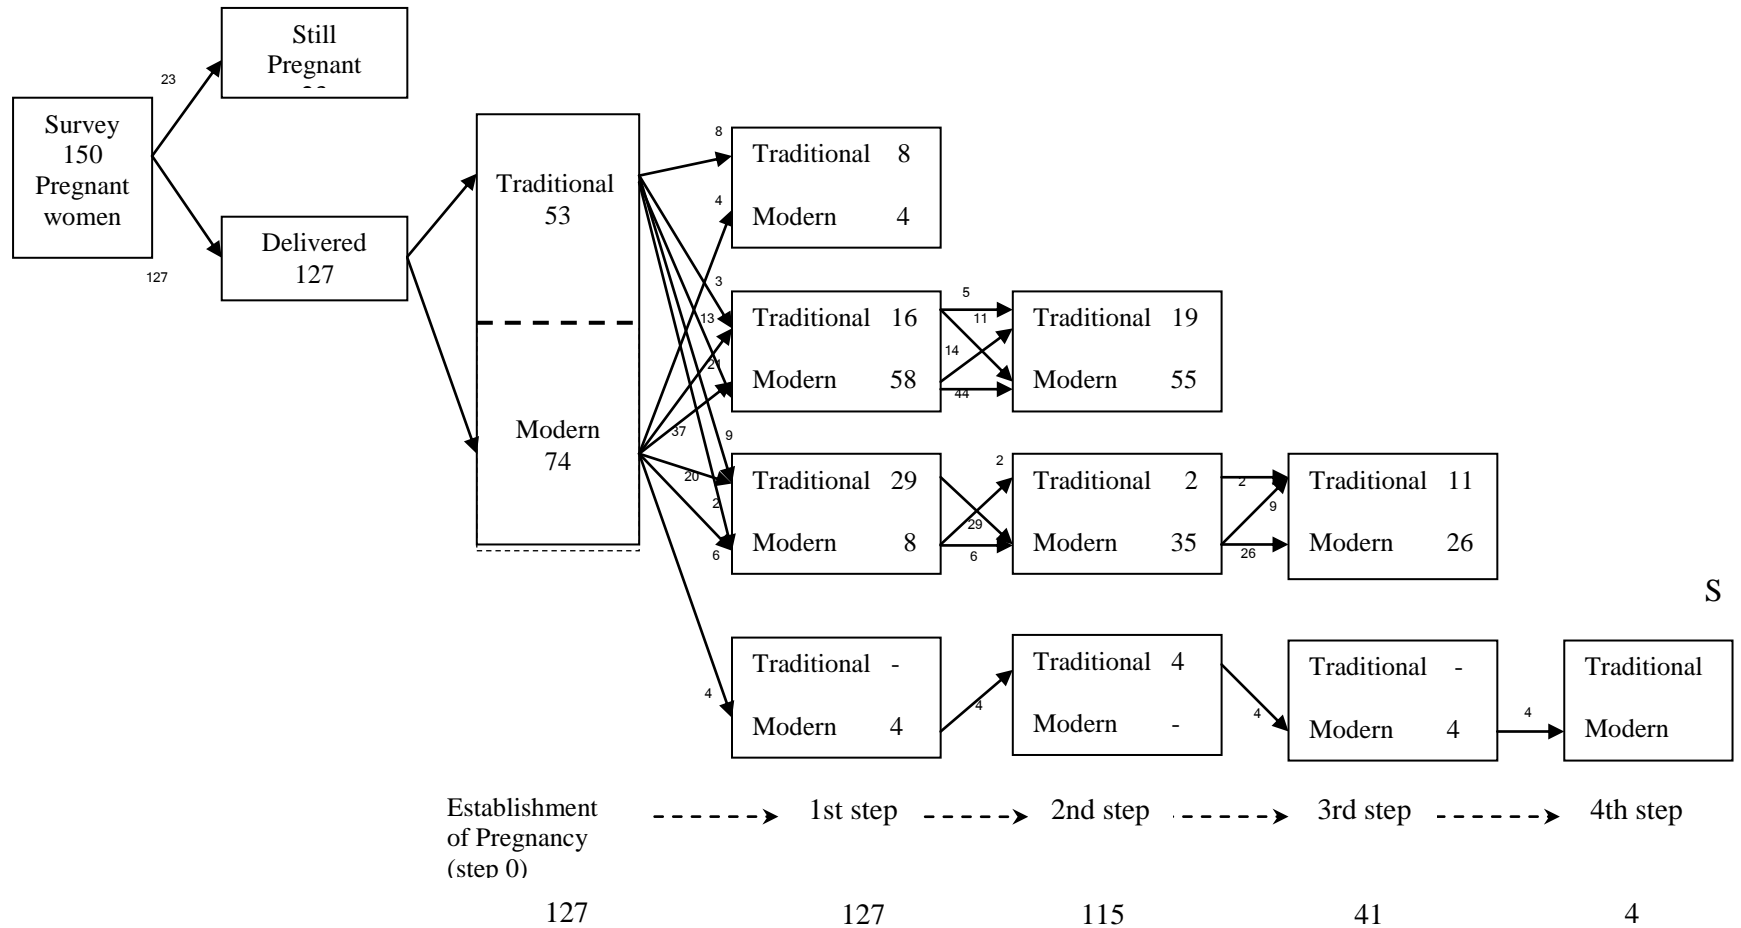 Still
Pregnant
23
Survey
150
Pregnant
women
127
Delivered
127
Traditional
53
Modern
74
8
4
3
13
21
37
9
20
2
6
4
Traditional 8
Modern 4
Traditional 16
Modern 58
5
11
14
44
Traditional 19
Modern 55
Traditional 29
Modern 8
2
29
6
Traditional 2
Modern 35
2
9
26
Traditional 11
Modern 26
S
Traditional -
Modern 4
4
Traditional 4
Modern -
4
Traditional -
Modern 4
4
Traditional
Modern
Establishment
of Pregnancy
(step 0)
1st step
2nd step
3rd step
4th step
127
127
115
41
4